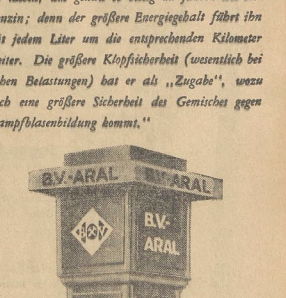 nzin; denn der größere Energiegehalt führt ihn
it jedem Liter um die entsprechenden Kilometer
eiter. Die größere Klopfsicherheit (wesentlich bei
hen Belastungen) hat er als „Zugabe“, wozu
ch eine größere Sicherheit des Gemisches gegen
ampfblasenbildung kommt.“
B.V.-ARAL
BV-ARAL
B.V.-
ARAL